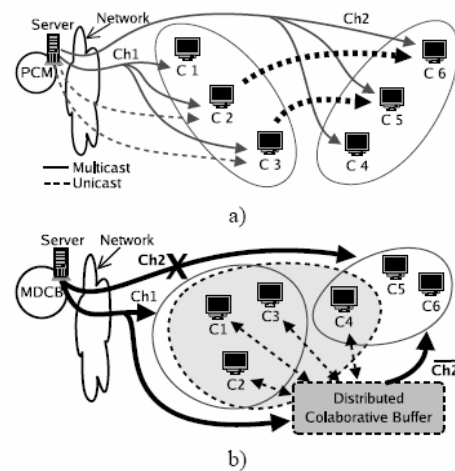 Server
Network
Ch2
PCM
Ch1
C 1
C 2
C 3
C 4
C 5
C 6
Multicast
Unicast
a)
Server
Network
Ch2
MDCB
Ch1
C1
C3
C2
C4
C5
C6
Ch2
Distributed
Colaborative Buffer
b)